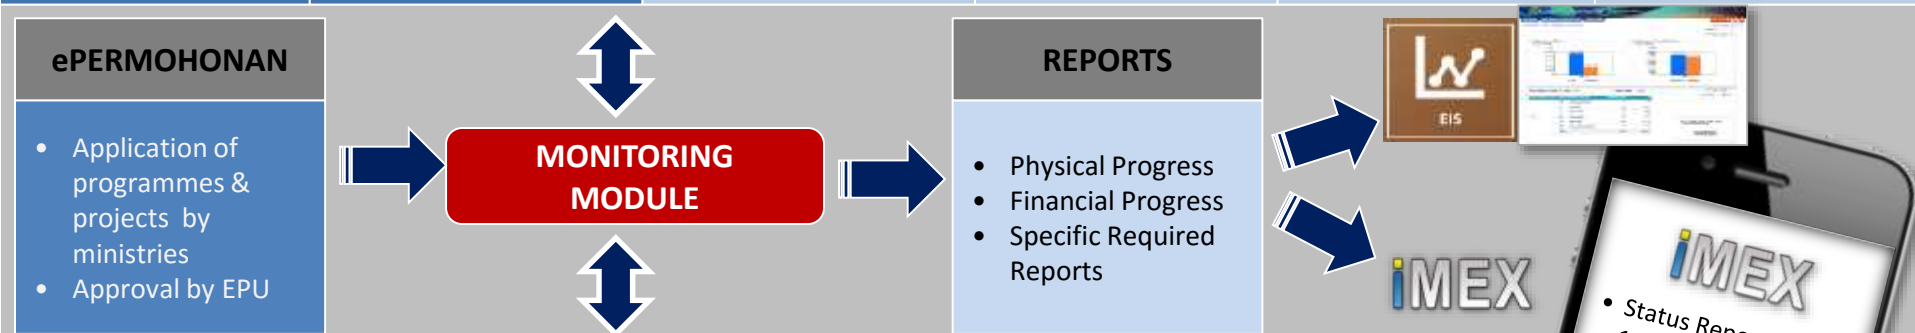 ePERMOHONAN
• Application of
programmes &
projects by
ministries
• Approval by EPU
MONITORING
MODULE
REPORTS
• Physical Progress
• Financial Progress
• Specific Required
Reports
EIS
iMEX
iMEX
• Status